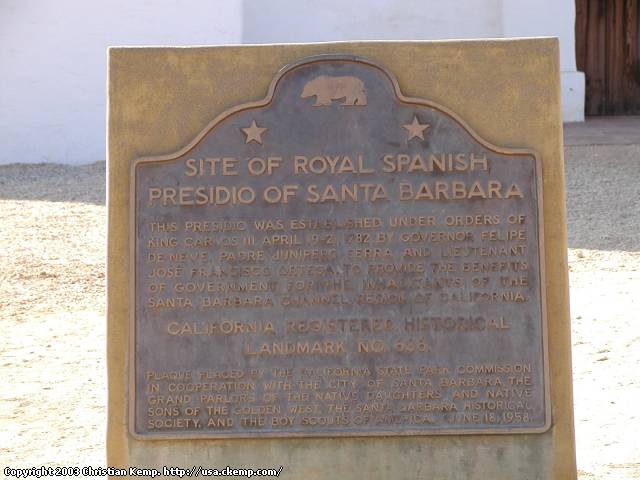 SITE OF ROYAL SPANISH
PRESIDIO OF SANTA BARBARA
THIS PRESIDIO WAS ESTABLISHED UNDER ORDERS OF
KING CARLOS III APRIL 19-21, 1782 BY GOVERNOR FELIPE
DE NEVE, PADRE JUNIPERO SERRA AND LIEUTENANT
JOSÉ FRANCISCO ORTEGA, TO PROVIDE THE BENEFITS
OF GOVERNMENT FOR THE INHABITANTS OF THE
SANTA BARBARA CHANNEL REGION OF CALIFORNIA.
CALIFORNIA REGISTERED HISTORICAL
LANDMARK NO. 636.
PLAQUE PLACED BY THE CALIFORNIA STATE PARK COMMISSION
IN COOPERATION WITH THE CITY OF SANTA BARBARA, THE
GRAND PARLORS OF THE NATIVE DAUGHTERS AND NATIVE
SONS OF THE GOLDEN WEST, THE SANTA BARBARA HISTORICAL
SOCIETY, AND THE BOY SCOUTS OF AMERICA. JUNE 18, 1958.
Copyright 2003 Christian Kemp. http://usa.ckemp.com/